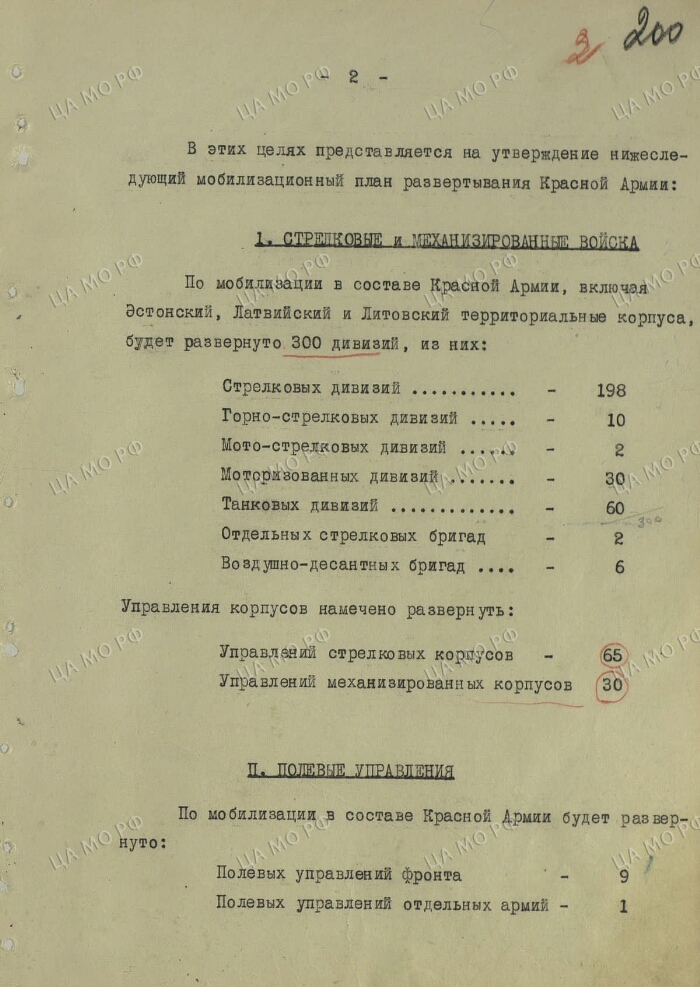 2 200
- 2 -
В этих целях представляется на утверждение нижесле-
дующий мобилизационный план развертывания Красной Армии:
1. СТРЕЛКОВЫЕ и МЕХАНИЗИРОВАННЫЕ ВОЙСКА
По мобилизации в составе Красной Армии, включая
Эстонский, Латвийский и Литовский территориальные корпуса,
будет развернуто 300 дивизий, из них:
Стрелковых дивизий ........... - 198
Горно-стрелковых дивизий ..... - 10
Мото-стрелковых дивизий ...... - 2
Моторизованных дивизий ....... - 30
Танковых дивизий ............. - 60
300
Отдельных стрелковых бригад - 2
Воздушно-десантных бригад .... - 6
Управления корпусов намечено развернуть:
Управлений стрелковых корпусов - 65
Управлений механизированных корпусов 30
П. ПОЛЕВЫЕ УПРАВЛЕНИЯ
По мобилизации в составе Красной Армии будет развер-
нуто:
Полевых управлений фронта - 9
Полевых управлений отдельных армий - 1
ЦА МО РФ